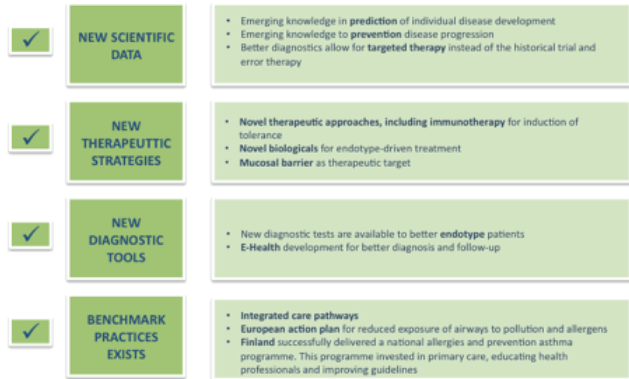 NEW SCIENTIFIC
DATA
• Emerging knowledge in prediction of individual disease development
• Emerging knowledge to prevention disease progression
• Better diagnostics allow for targeted therapy instead of the historical trial and
error therapy
NEW
THERAPEUTTIC
STRATEGIES
• Novel therapeutic approaches, including immunotherapy for induction of
tolerance
• Novel biologicals for endotype-driven treatment
• Mucosal barrier as therapeutic target
NEW
DIAGNOSTIC
TOOLS
• New diagnostic tests are available to better endotype patients
• E-Health development for better diagnosis and follow-up
BENCHMARK
PRACTICES
EXISTS
• Integrated care pathways
• European action plan for reduced exposure of airways to pollution and allergens
• Finland successfully delivered a national allergies and prevention asthma
programme. This programme invested in primary care, educating health
professionals and improving guidelines